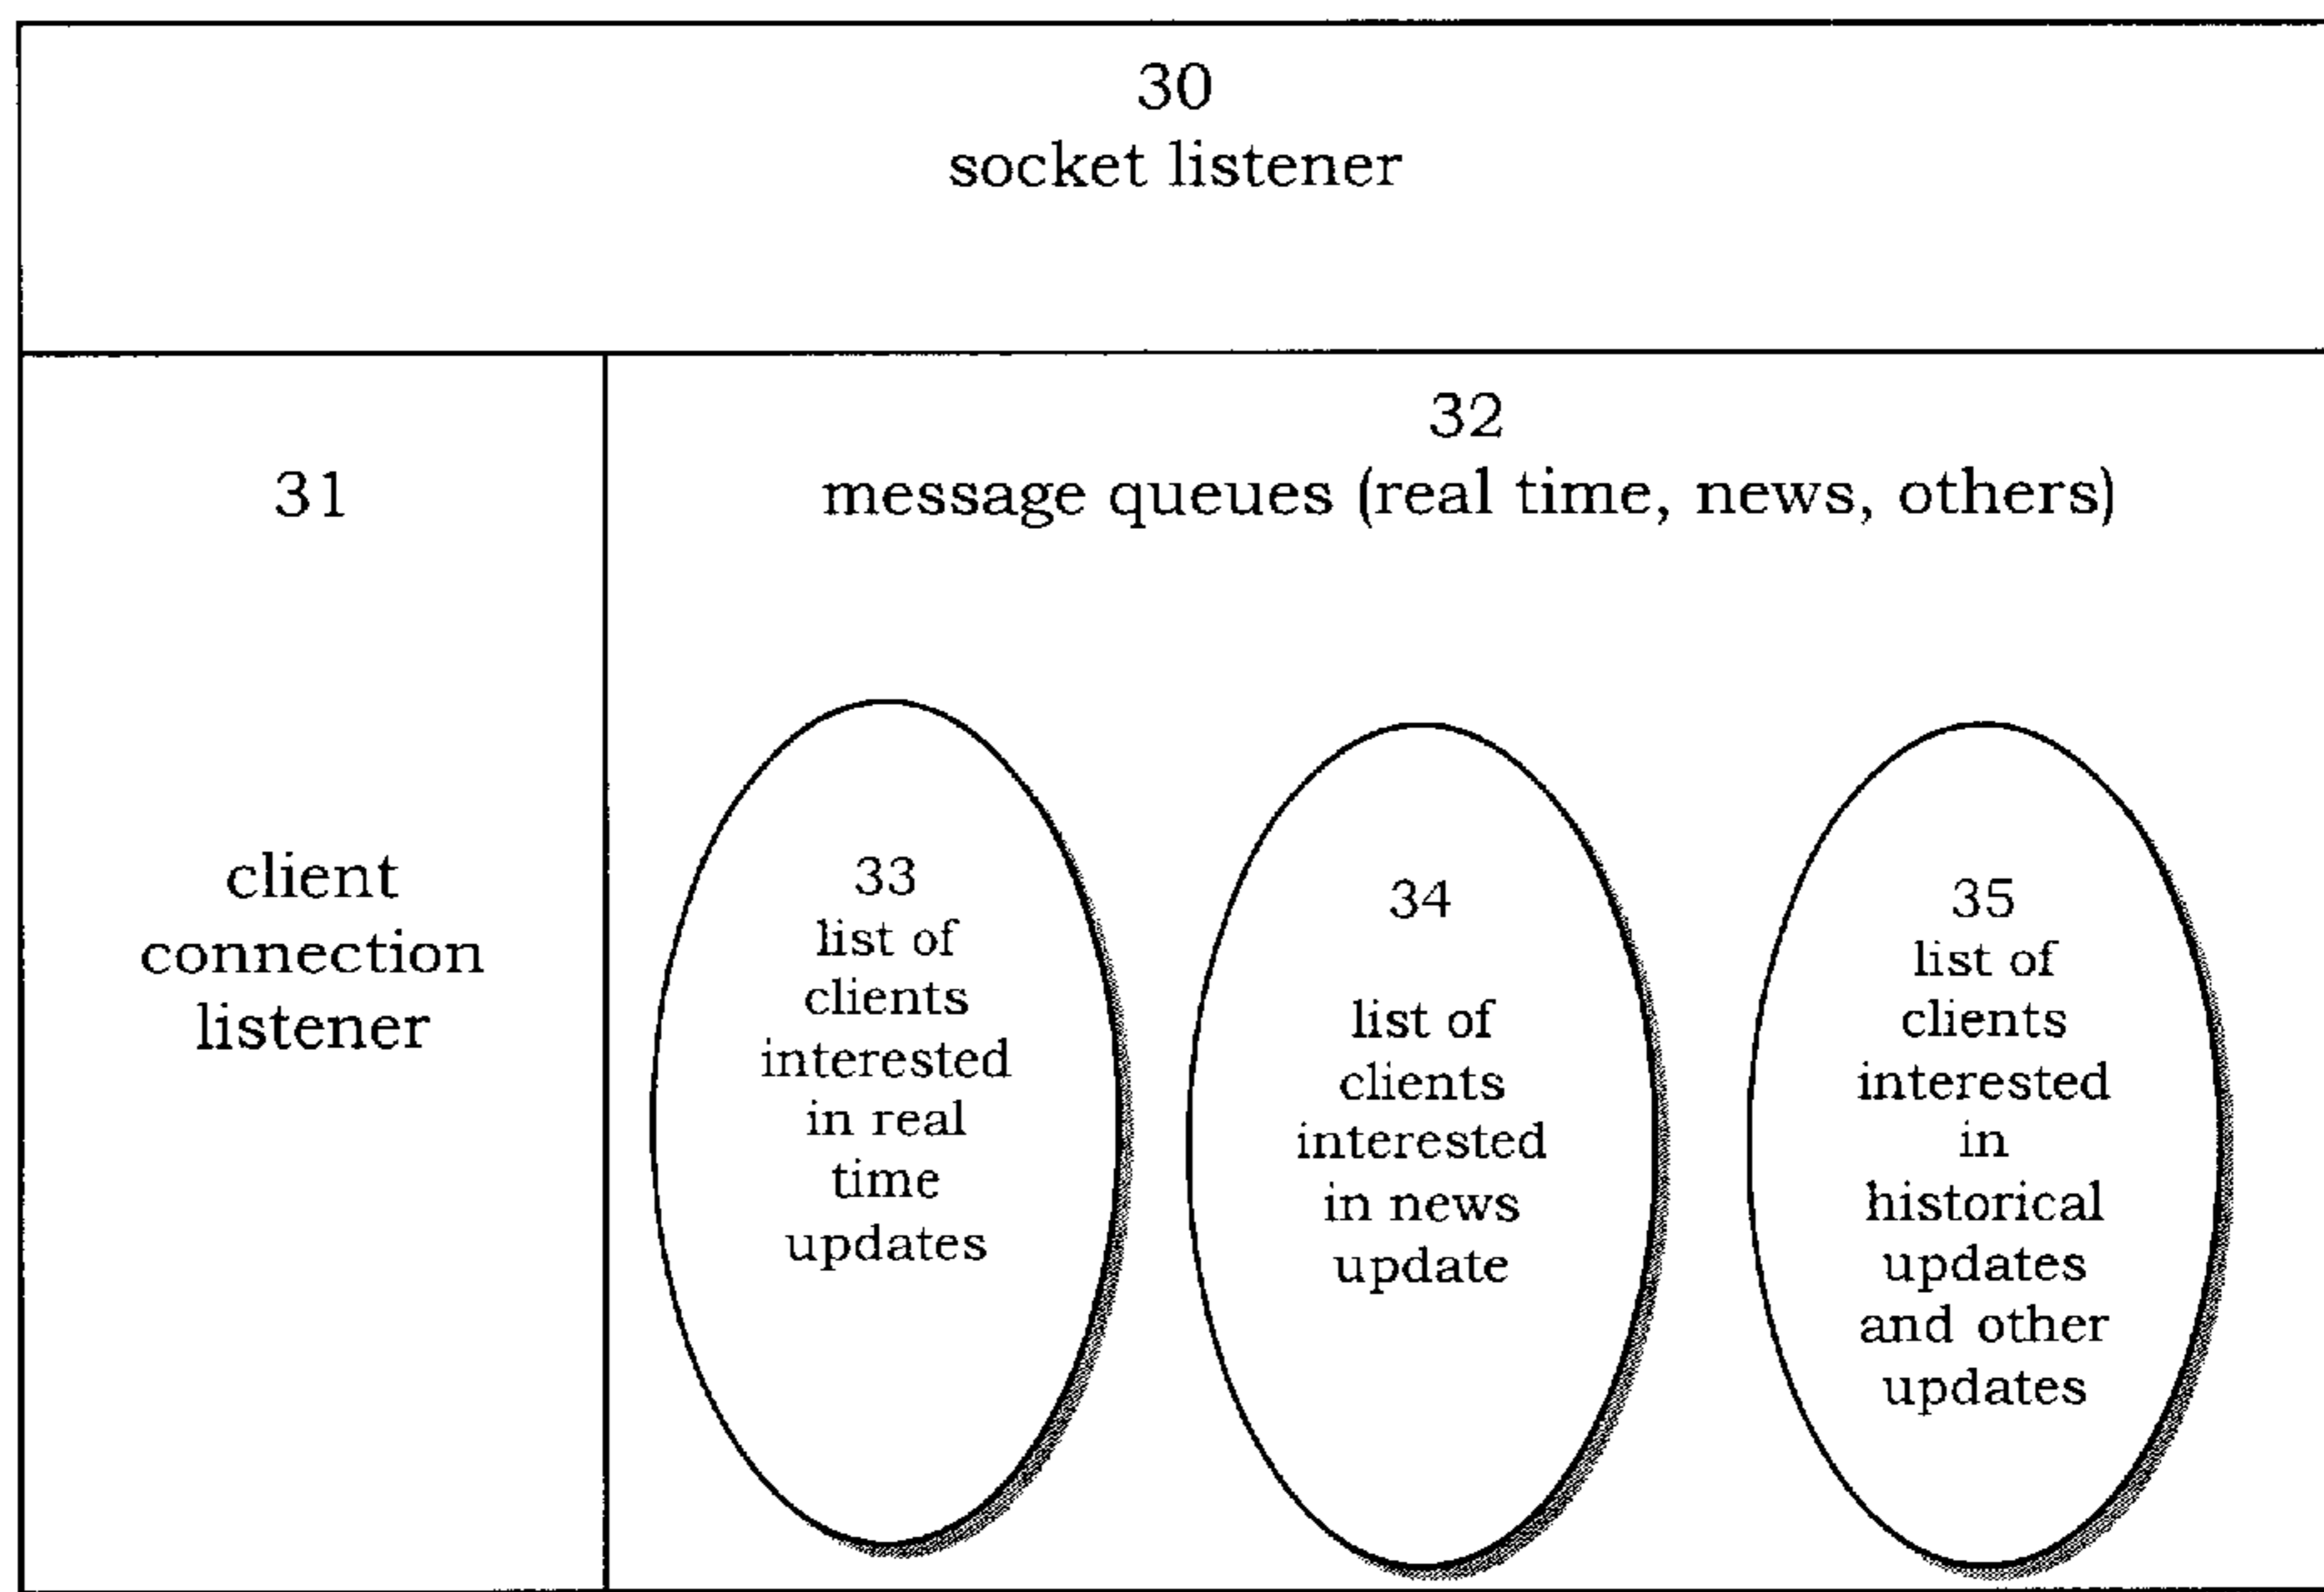 30
socket listener
31
client
connection
listener
32
message queues (real time, news, others)
33
list of
clients
interested
in real
time
updates
34
list of
clients
interested
in news
update
35
list of
clients
interested
in
historical
updates
and other
updates